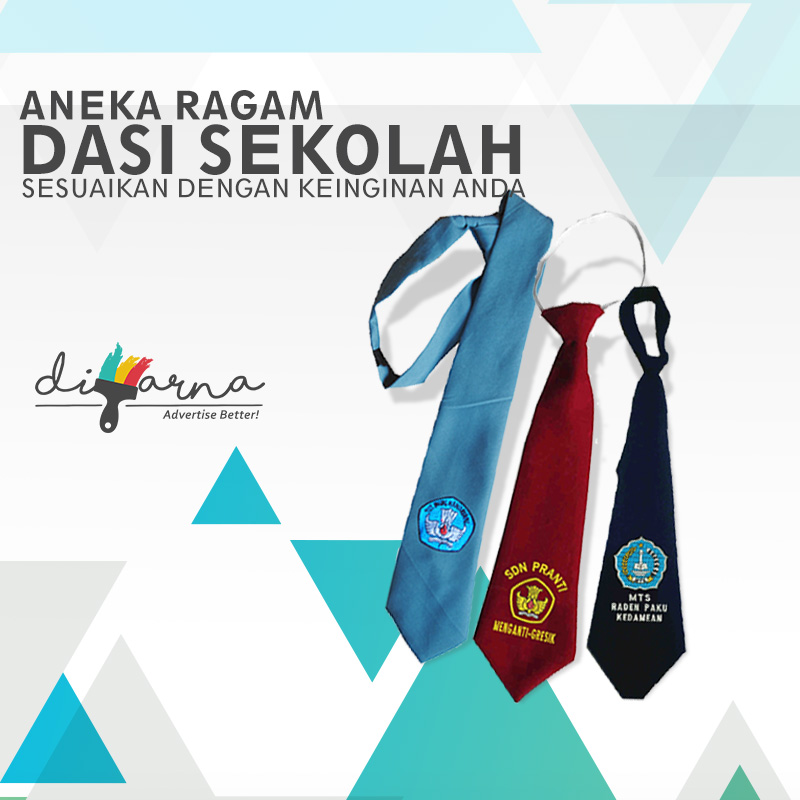 ANEKA RAGAM
DASI SEKOLAH
SESUAIKAN DENGAN KEINGINAN ANDA
diwarna
Advertise Better!
SDN PRANTI
MENGANTI-GRESIK
MTS
RADEN PAKU
KEDAMEAN